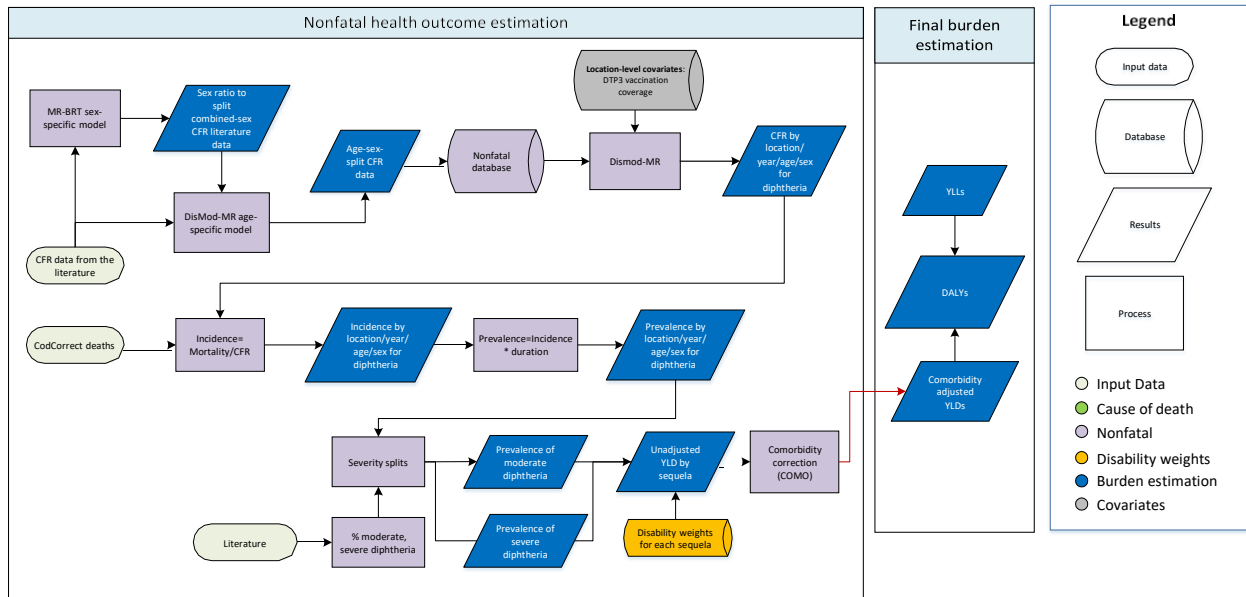 Nonfatal health outcome estimation
Final burden
estimation
Legend
Input data
Database
Results
Process
Input Data
Cause of death
Nonfatal
Disability weights
Burden estimation
Covariates
MR-BRT sex-
specific model
Sex ratio to
split
combined-sex
CFR literature
data
Age-sex-
split CFR
data
Nonfatal
database
Location-level covariates:
DTP3 vaccination
coverage
Dismod-MR
CFR by
location/
year/age/sex
for
diphtheria
DisMod-MR age-
specific model
CFR data from the
literature
CodCorrect deaths
Incidence=
Mortality/CFR
Incidence by
location/year/
age/sex for
diphtheria
Prevalence=Incidence
* duration
Prevalence by
location/year/
age/sex for
diphtheria
Severity splits
Prevalence of
moderate
diphtheria
Unadjusted
YLD by
sequela
Comorbidity
correction
(COMO)
Literature
% moderate,
severe diphtheria
Prevalence of
severe
diphtheria
Disability weights
for each sequela
YLLs
DALYs
Comorbidity
adjusted
YLDs